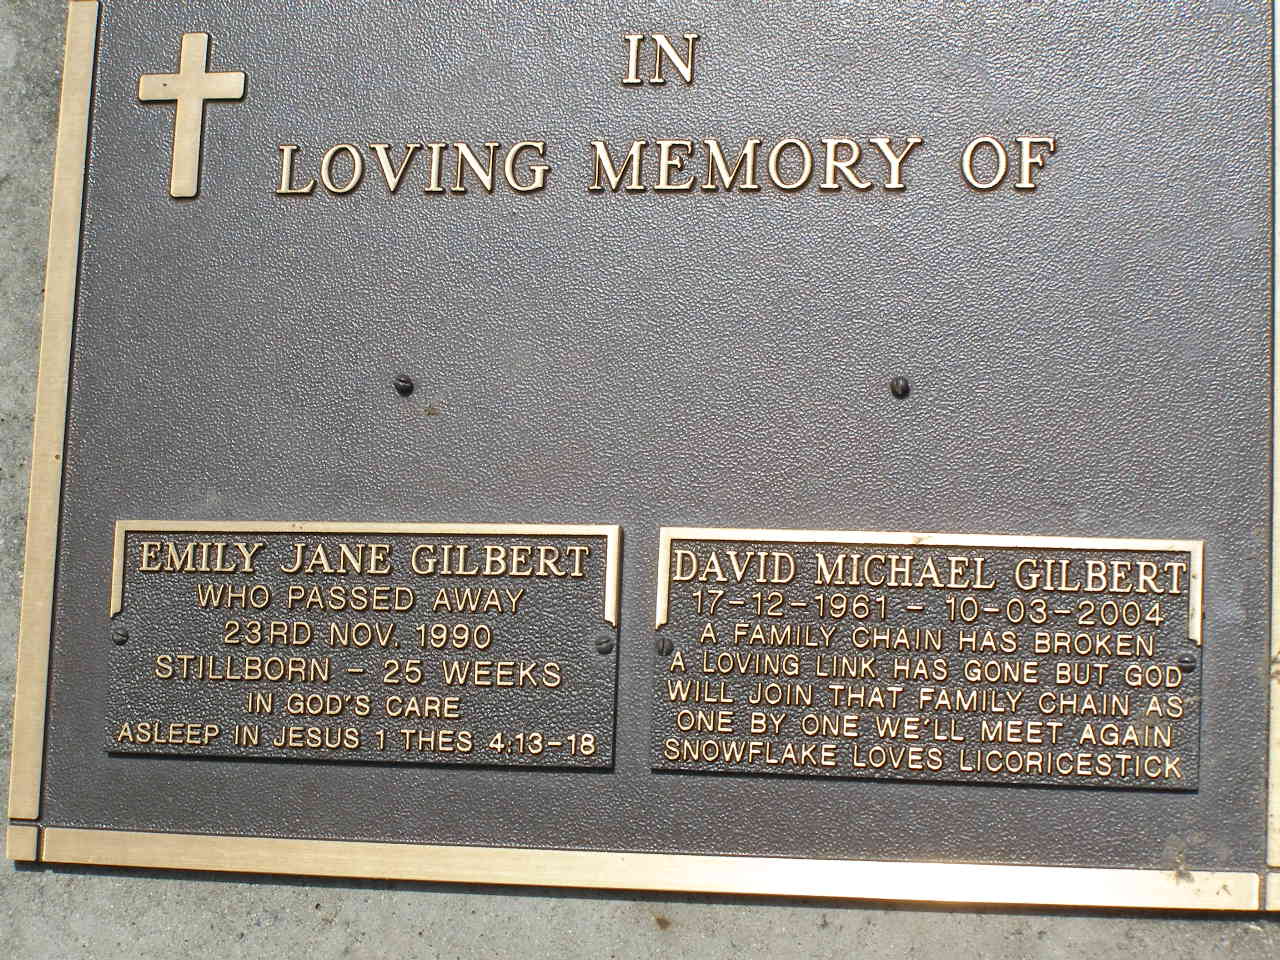 IN
LOVING MEMORY OF
EMILY JANE GILBERT
WHO PASSED AWAY
23RD NOV. 1990
STILLBORN - 25 WEEKS
IN GOD'S CARE
ASLEEP IN JESUS 1 THES 4:13-18
DAVID MICHAEL GILBERT
17-12-1961 - 10-03-2004
A FAMILY CHAIN HAS BROKEN
A LOVING LINK HAS GONE BUT GOD
WILL JOIN THAT FAMILY CHAIN AS
ONE BY ONE WE'LL MEET AGAIN
SNOWFLAKE LOVES LICORICESTICK